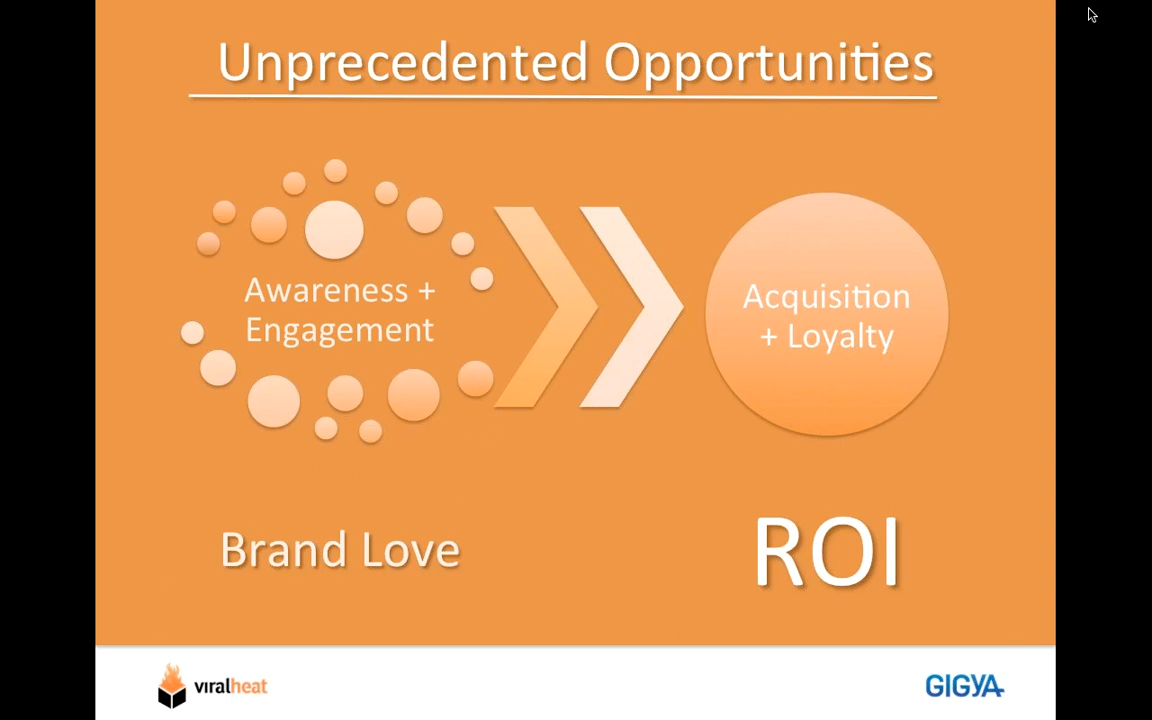 Unprecedented Opportunities
Awareness +
Engagement
Acquisition
+ Loyalty
Brand Love
ROI
viralheat
GIGYA